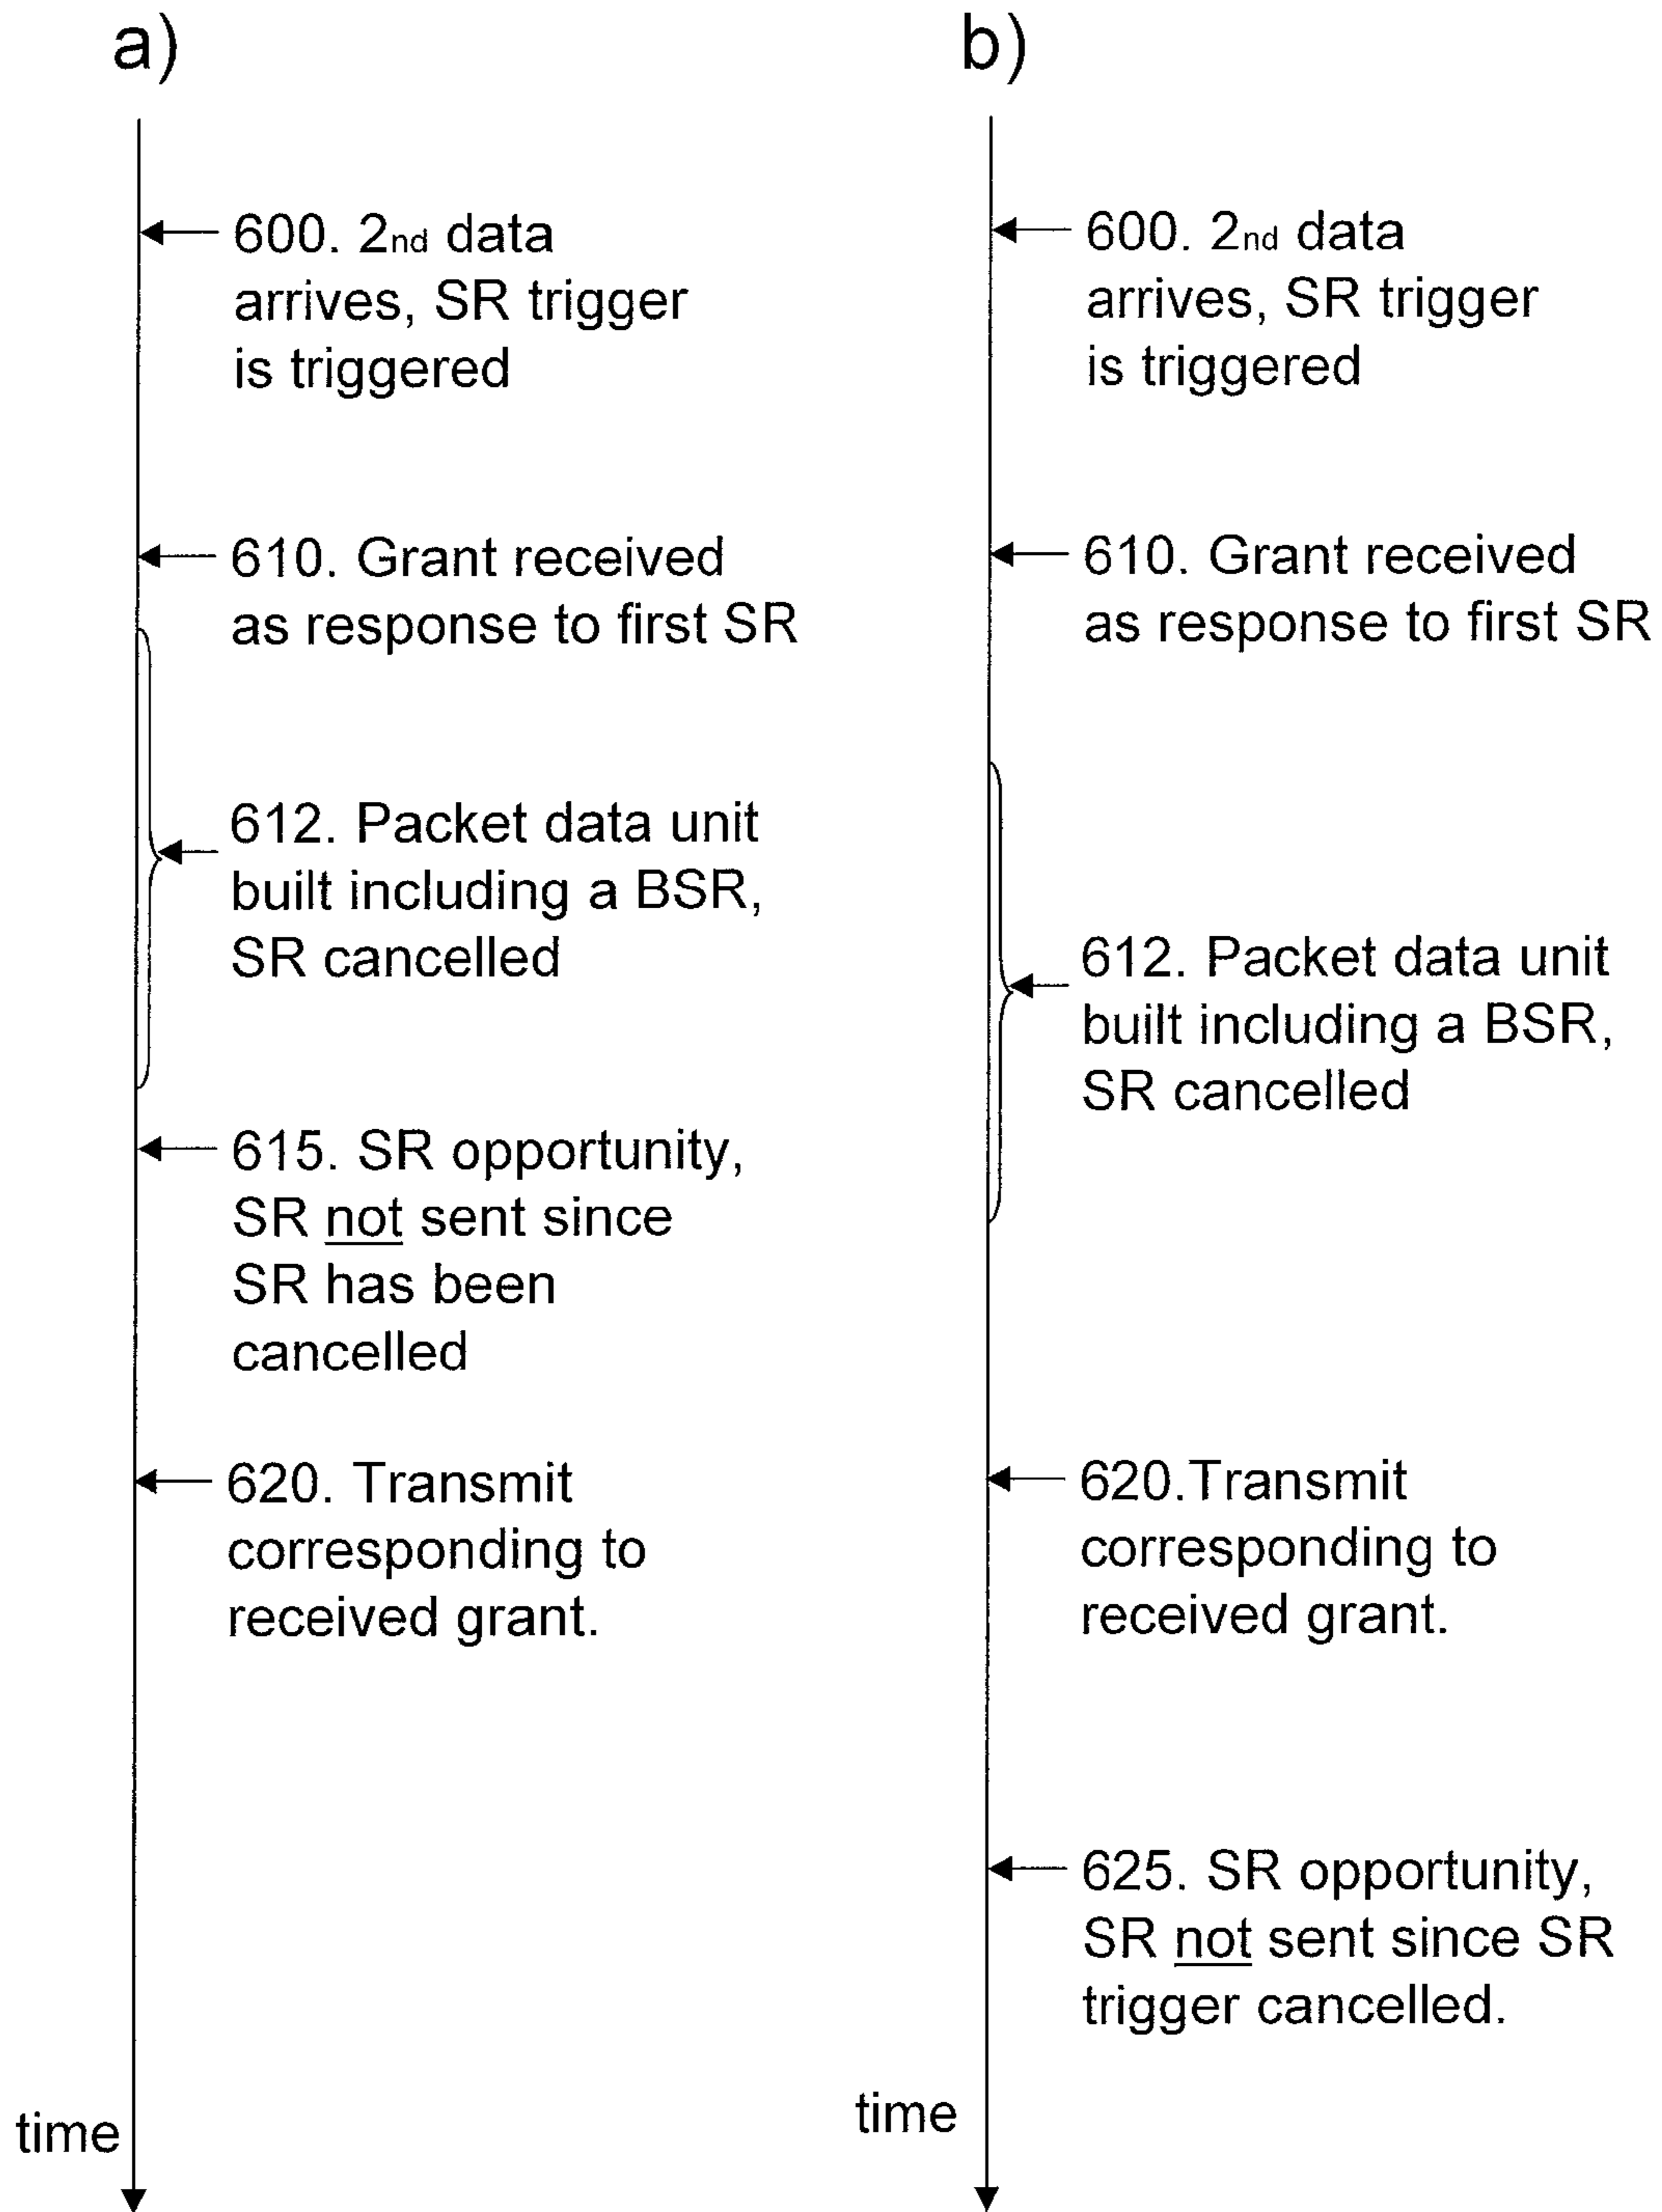 a)
600. 2nd data
arrives, SR trigger
is triggered
610. Grant received
as response to first SR
612. Packet data unit
built including a BSR,
SR cancelled
615. SR opportunity,
SR not sent since
SR has been
cancelled
620. Transmit
corresponding to
received grant.
time
b)
600. 2nd data
arrives, SR trigger
is triggered
610. Grant received
as response to first SR
612. Packet data unit
built including a BSR,
SR cancelled
620.Transmit
corresponding to
received grant.
625. SR opportunity,
SR not sent since SR
trigger cancelled.
time